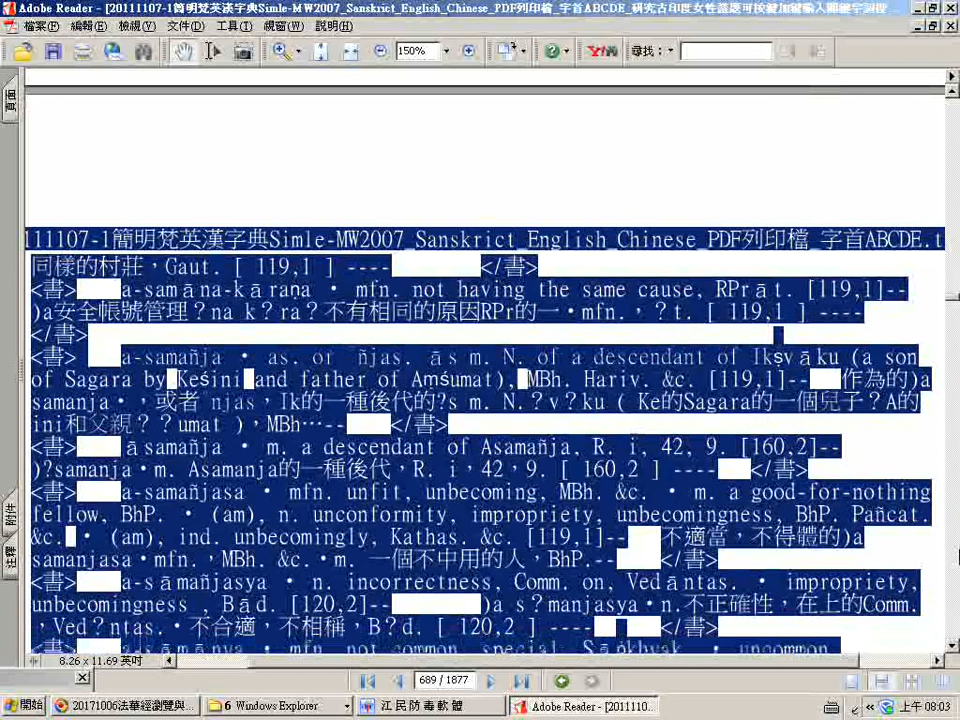 Adobe Reader - [20111107-1簡明梵英漢字典Simle-MW2007_Sanskrict_English_Chinese_PDF列印檔_字首ABCDE_研究古印度女性
檔案(F) 編輯(E) 檢視(V) 文件(D) 工具(T) 視窗(W) 說明(H)
150% 尋找:
頁面
111107-1簡明梵英漢字典Simle-MW2007_Sanskrict_English_Chinese_PDF列印檔_字首ABCDE.t
同樣的村莊，Gaut. [ 119,1 ] ---- </書>
<書> a-samāna-kāraṇa • mfn. not having the same cause, RPrāt. [119,1]--
)a安全帳號管理？na k？ra？不有相同的原因RPr的一•mfn.，？t. [ 119,1 ] ----
</書>
<書> a-samañja • as. or ñjas. ās m. N. of a descendant of Ikṣvāku (a son
of Sagara by Keśini and father of Aṃśumat), MBh. Hariv. &c. [119,1]-- 作為的)a
samanja•，或者 njas，Ik的一種後代的?s m. N.？v？ku ( Ke的Sagara的一個兒子？A的
ini和父親？？umat )，MBh…-- </書>
<書> āsamañja • m. a descendant of Asamañja, R. i, 42, 9. [160,2]--
)?samanja•m. Asamanja的一種後代，R. i，42，9. [ 160,2 ] ---- </書>
<書> a-samañjasa • mfn. unfit, unbecoming, MBh. &c. • m. a good-for-nothing
fellow, BhP. • (am), n. unconformity, impropriety, unbecomingness, BhP. Pañcat.
&c. • (am), ind. unbecomingly, Kathas. &c. [119,1]-- 不適當，不得體的)a
samanjasa•mfn.，MBh. &c.•m. 一個不中用的人，BhP.-- </書>
<書> a-sāmañjasya • n. incorrectness, Comm. on, Vedāntas. • impropriety,
unbecomingness , Bād. [120,2]-- )a s?manjasya•n.不正確性，在上的Comm.
，Ved？ntas.•不合適，不相稱，B？d. [ 120,2 ] ---- </書>
8.26 x 11.69 英吋
附件
注釋
689 / 1877
開始 20171006法華經瀏覽與... 6 Windows Explorer 江民防毒軟體 Adobe Reader - [2011110... 上午 08:03